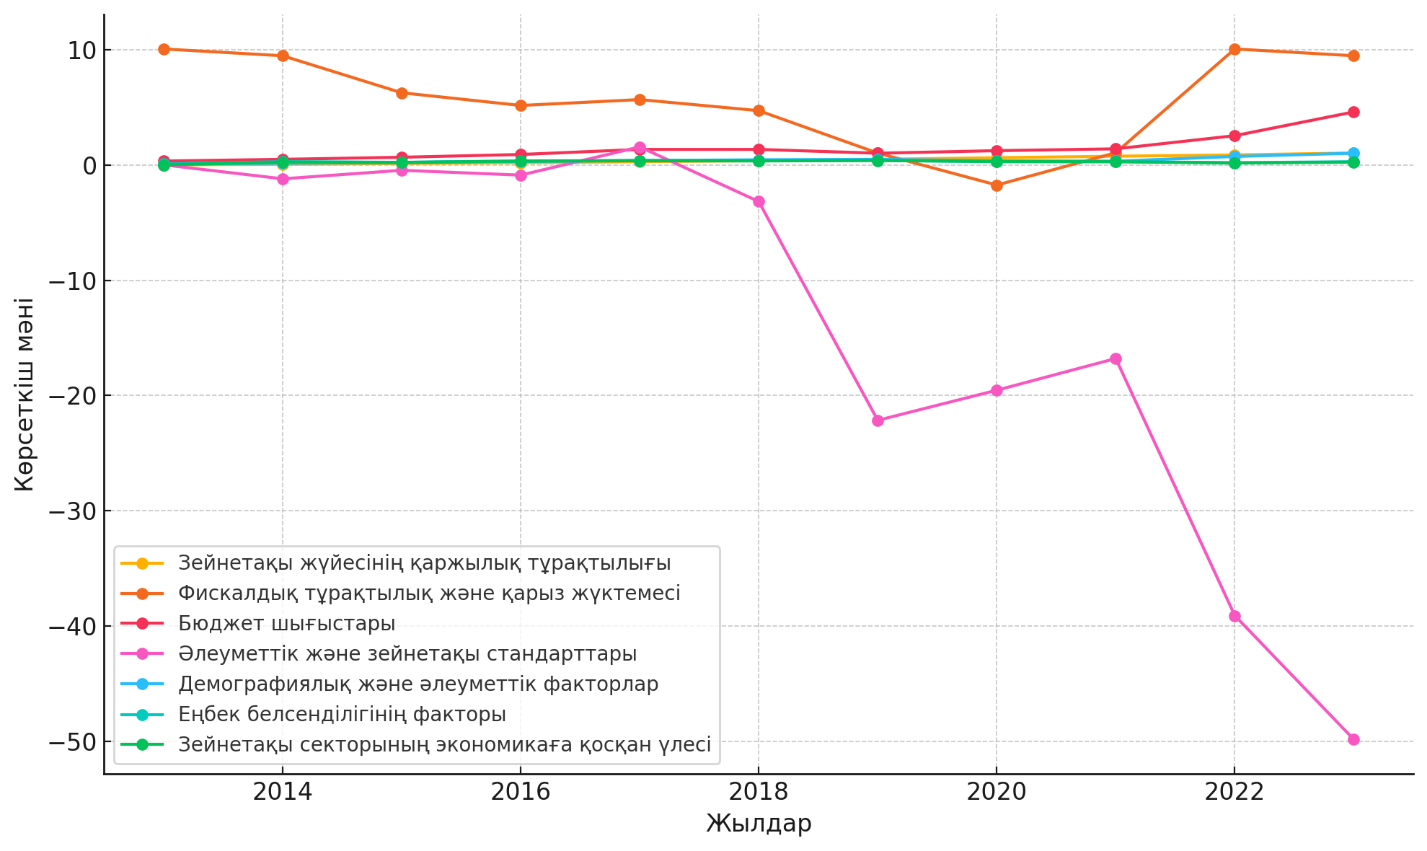 10
0
−10
−20
−30
−40
−50
Көрсеткіш мәні
Зейнетақы жүйесінің қаржылық тұрақтылығы
Фискалдық тұрақтылық және қарыз жүктемесі
Бюджет шығыстары
Әлеуметтік және зейнетақы стандарттары
Демографиялық және әлеуметтік факторлар
Еңбек белсенділігінің факторы
Зейнетақы секторының экономикаға қосқан үлесі
2014 2016 2018 2020 2022
Жылдар